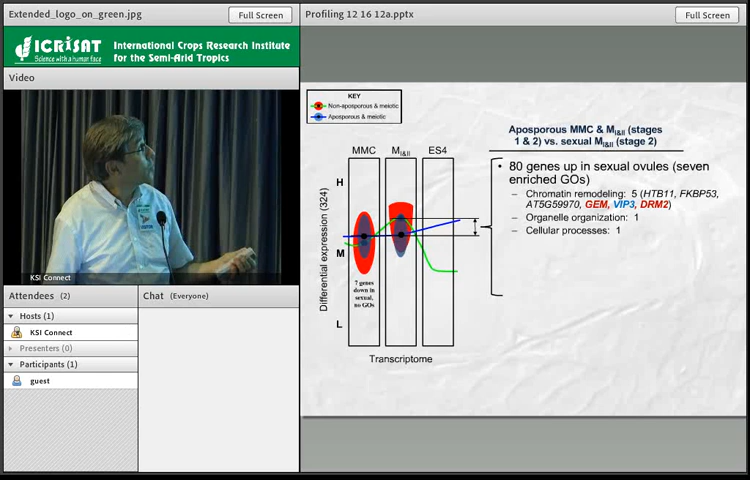 Extended_logo_on_green.jpg
Full Screen
Profiling 12 16 12a.pptx
Full Screen
ICRISAT
Science with a human face
International Crops Research Institute
for the Semi-Arid Tropics
Video
KSI Connect
Attendees (2)
Hosts (1)
KSI Connect
Presenters (0)
Participants (1)
guest
Chat (Everyone)
KEY
Non-aposporous & meiotic
Aposporous & meiotic
MMC
MI&II
ES4
H
M
L
Differential expression (324)
7 genes
down in
sexual,
no GOs
Transcriptome
Aposporous MMC & MI&II (stages
1 & 2) vs. sexual MI&II (stage 2)
• 80 genes up in sexual ovules (seven
enriched GOs)
– Chromatin remodeling: 5 (HTB11, FKBP53,
AT5G59970, GEM, VIP3, DRM2)
– Organelle organization: 1
– Cellular processes: 1